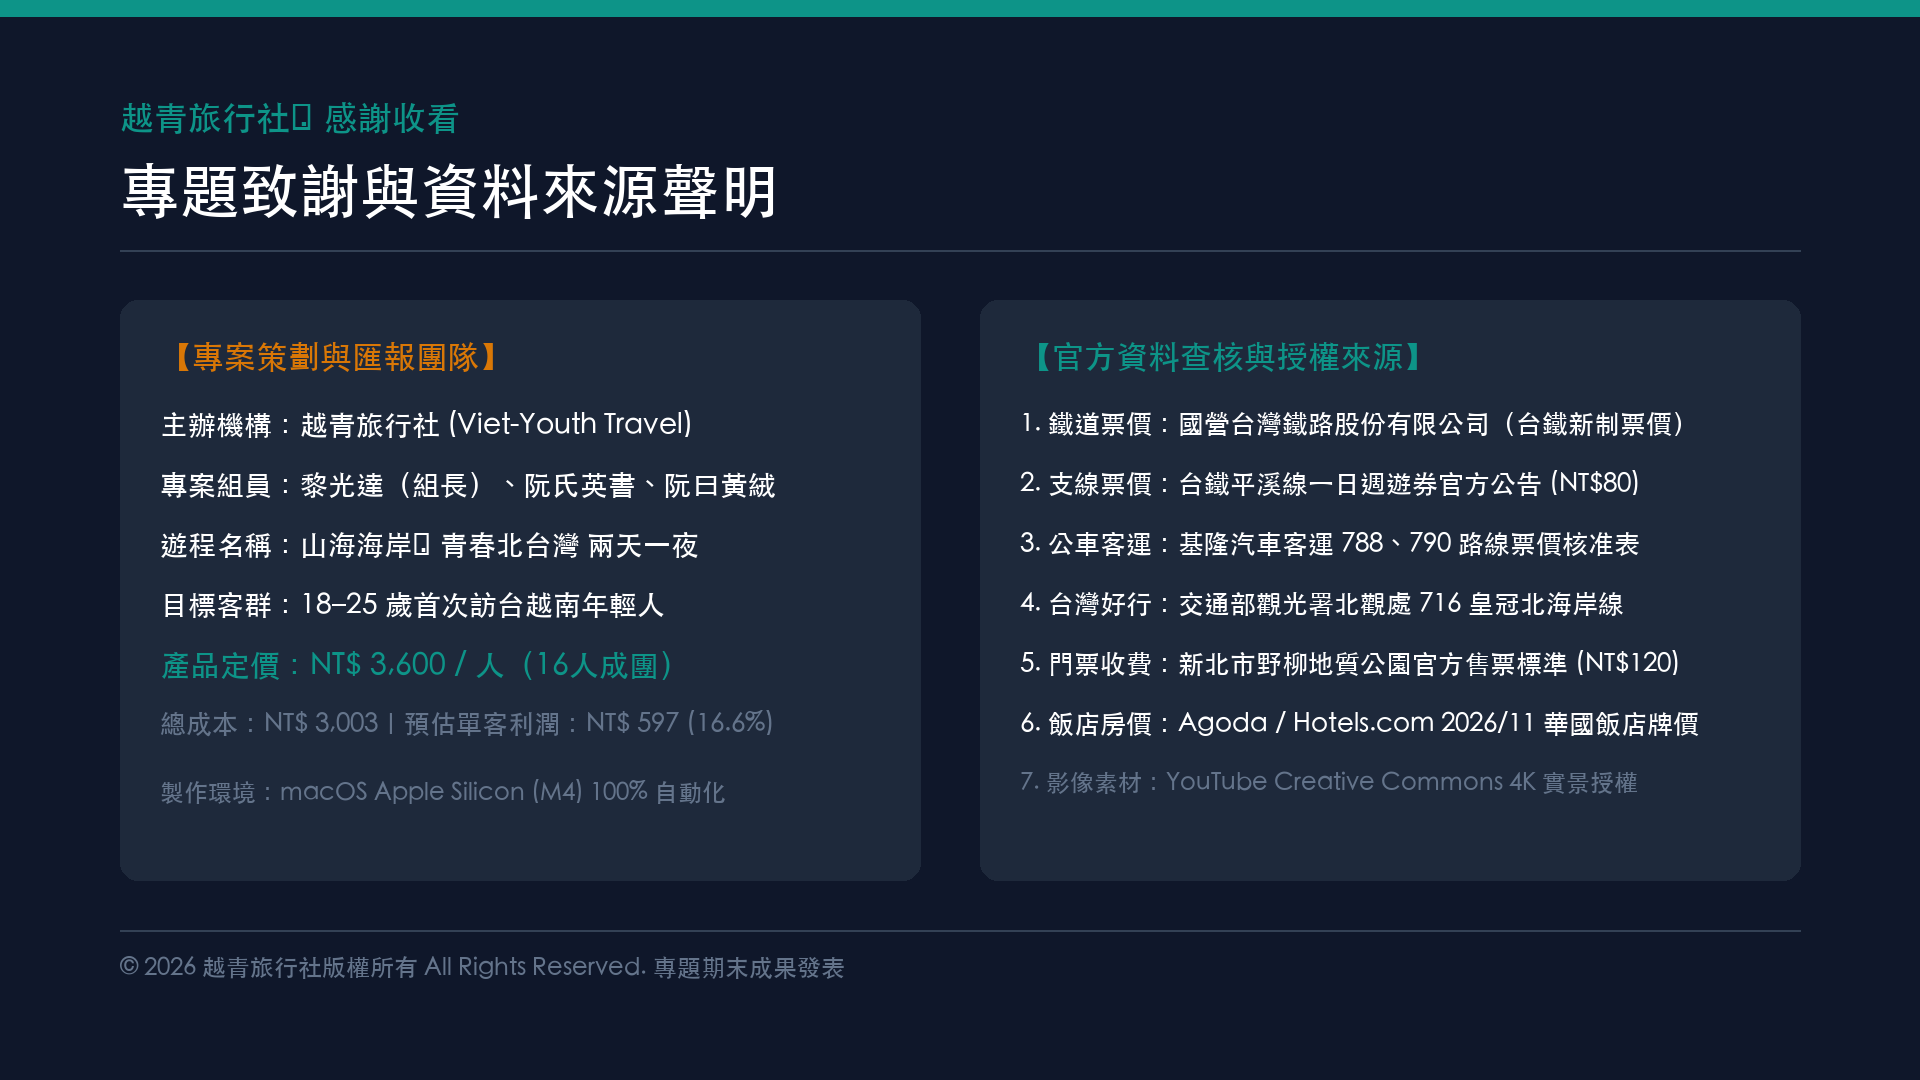 越青旅行社 感謝收看
專題致謝與資料來源聲明
【專案策劃與匯報團隊】
主辦機構：越青旅行社 (Viet-Youth Travel)
專案組員：黎光達（組長）、阮氏英書、阮曰黃絨
遊程名稱：山海海岸 青春北台灣 兩天一夜
目標客群：18–25 歲首次訪台越南年輕人
產品定價：NT$ 3,600 / 人（16人成團）
總成本：NT$ 3,003 | 預估單客利潤：NT$ 597 (16.6%)
製作環境：macOS Apple Silicon (M4) 100% 自動化
【官方資料查核與授權來源】
1. 鐵道票價：國營台灣鐵路股份有限公司（台鐵新制票價）
2. 支線票價：台鐵平溪線一日週遊券官方公告 (NT$80)
3. 公車客運：基隆汽車客運 788、790 路線票價核准表
4. 台灣好行：交通部觀光署北觀處 716 皇冠北海岸線
5. 門票收費：新北市野柳地質公園官方售票標準 (NT$120)
6. 飯店房價：Agoda / Hotels.com 2026/11 華國飯店牌價
7. 影像素材：YouTube Creative Commons 4K 實景授權
© 2026 越青旅行社版權所有 All Rights Reserved. 專題期末成果發表